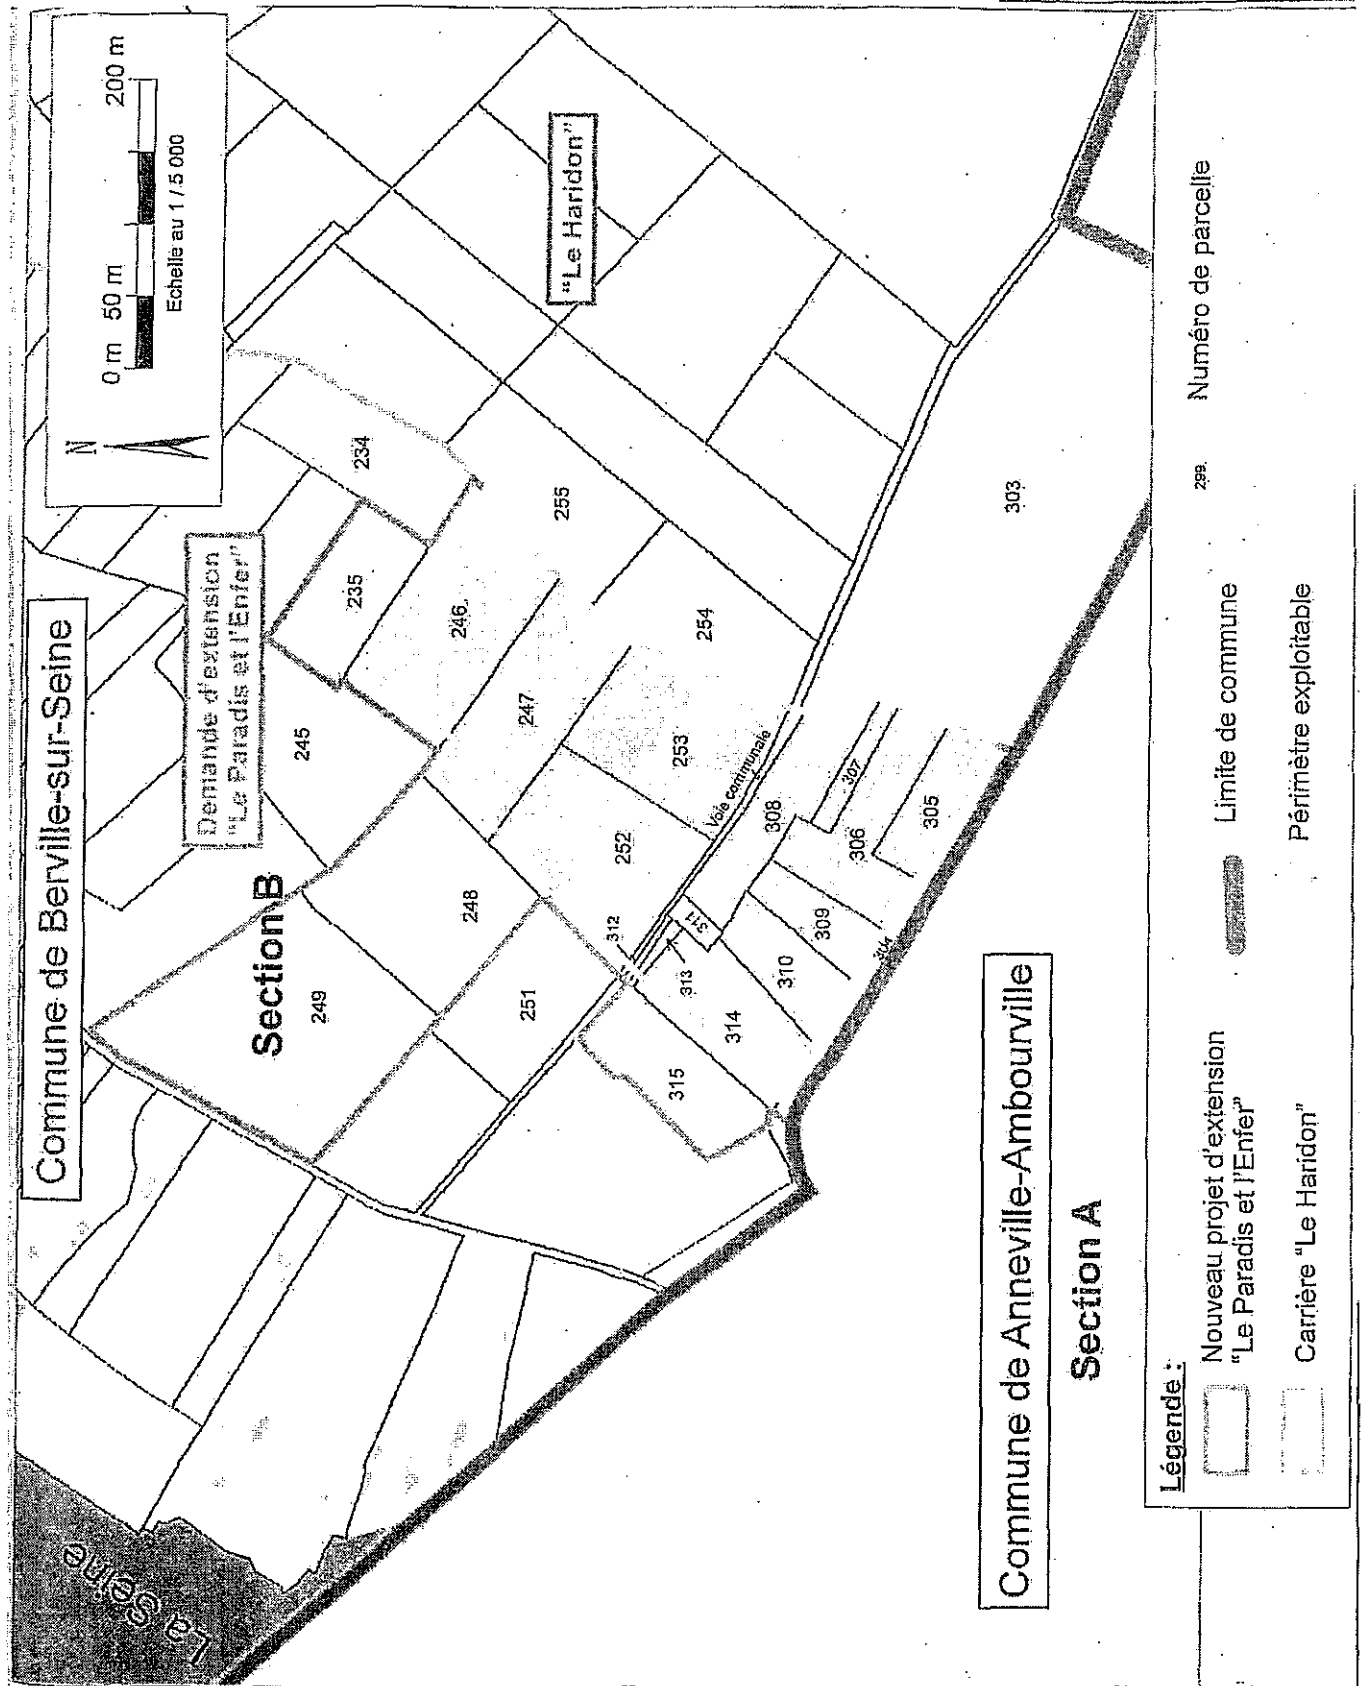 Commune de Berville-sur-Seine
N
0 m 50 m 200 m
Echelle au 1 / 5 000
La Seine
Demande d'extension
"Le Paradis et l'Enfer"
"Le Haridon"
Section B
234
235
245
246
247
248
249
251
252
253
254
255
Voie communale
303
304
305
306
307
308
309
310
311
312
313
314
315
Commune de Anneville-Ambourville
Section A
Légende :
Nouveau projet d'extension
"Le Paradis et l'Enfer"
Carrière "Le Haridon"
Limite de commune
Périmètre exploitable
299. Numéro de parcelle